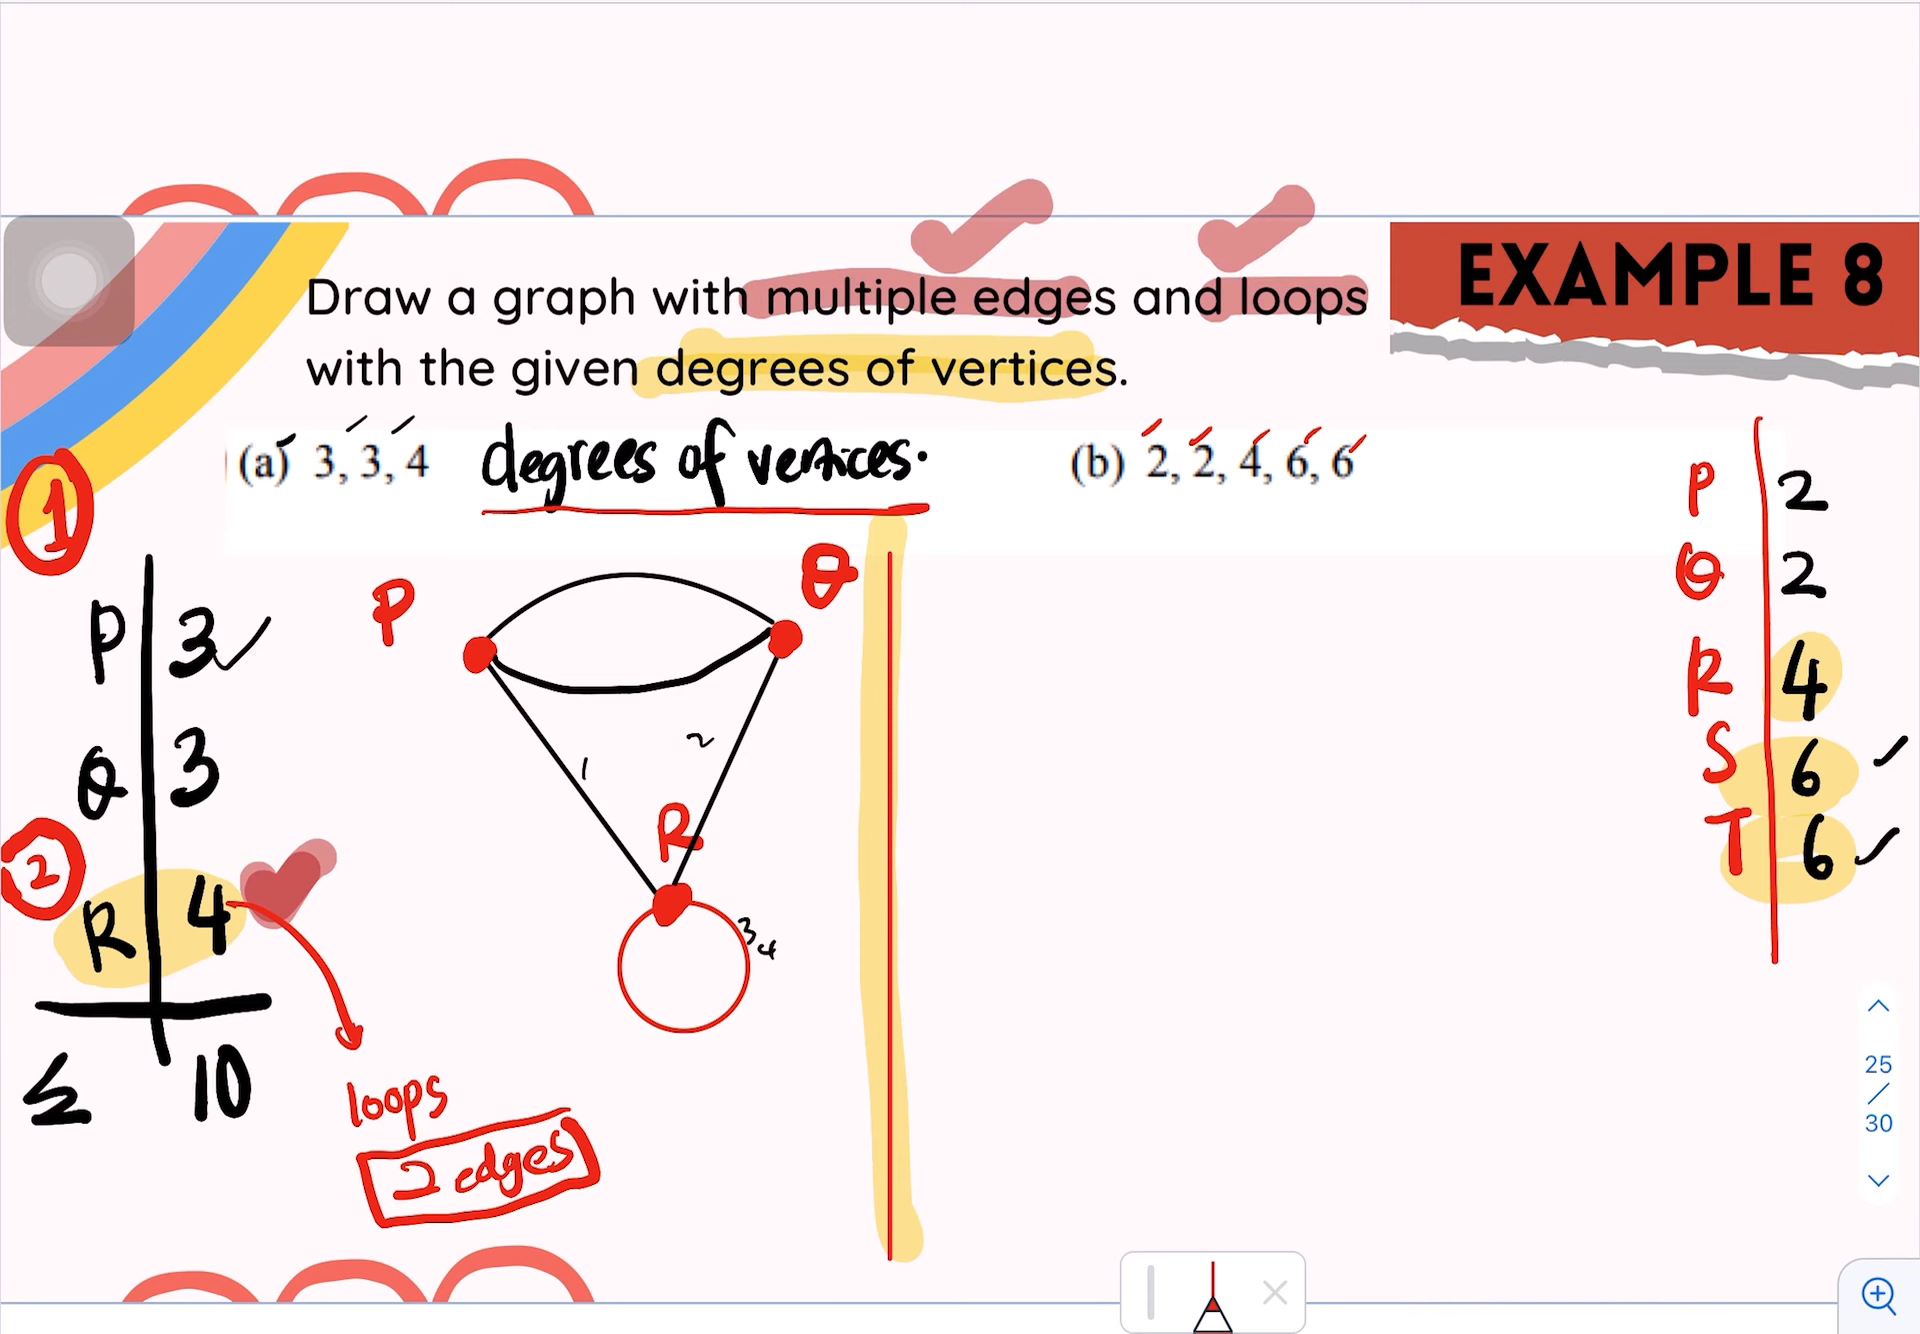 EXAMPLE 8
Draw a graph with multiple edges and loops
with the given degrees of vertices.
(a) 3, 3, 4 degrees of vertices.
(b) 2, 2, 4, 6, 6
1
P 3
Q 3
2
R 4
Σ 10
loops
2 edges
P
Q
1
2
R
3
4
P 2
Q 2
R 4
S 6
T 6
25
/
30